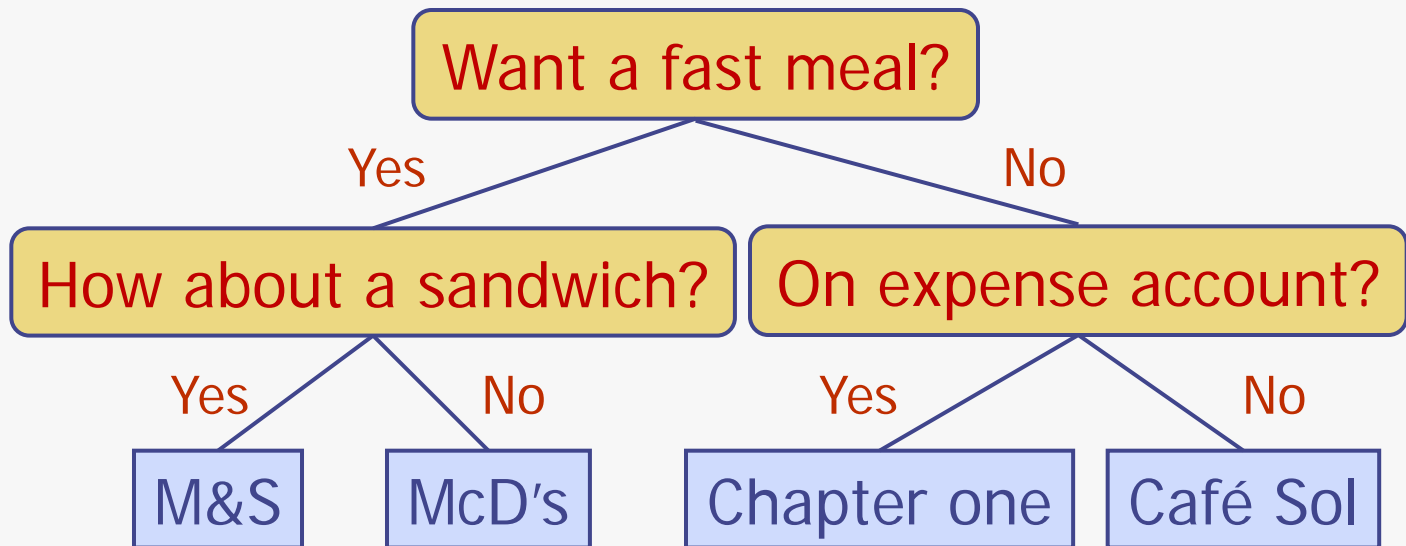 Want a fast meal?
Yes
No
How about a sandwich?
On expense account?
Yes
No
Yes
No
M&S
McD's
Chapter one
Café Sol